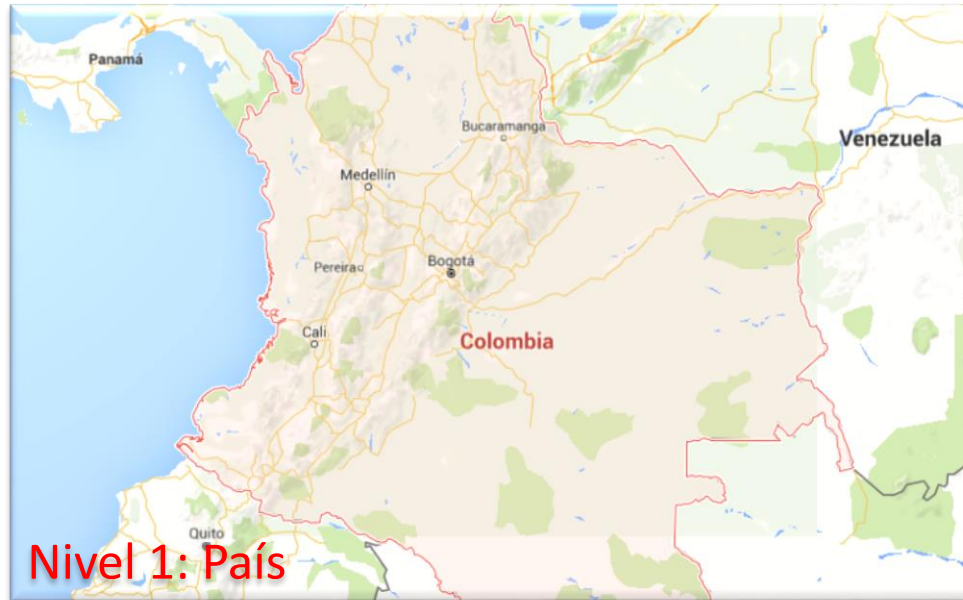 Panamá
Bucaramanga
Venezuela
Medellín
Bogotá
Pereira
Cali
Colombia
Quito
Nivel 1: País